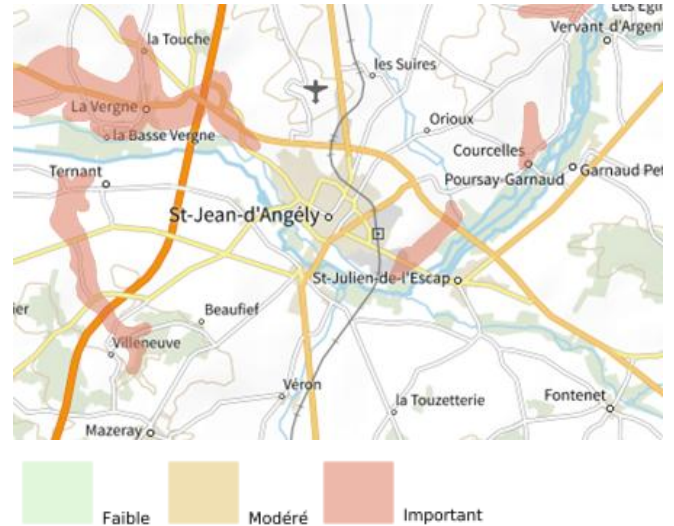 Les Egli
Vervant d'Argent
la Touche
les Suires
La Vergne
Orioux
la Basse Vergne
Courcelles
Ternant
Poursay-Garnaud
Garnaud Pet
St-Jean-d'Angély
St-Julien-de-l'Escap
ier
Beaufief
Villeneuve
Véron
la Touzetterie
Fontenet
Mazeray
Faible
Modéré
Important